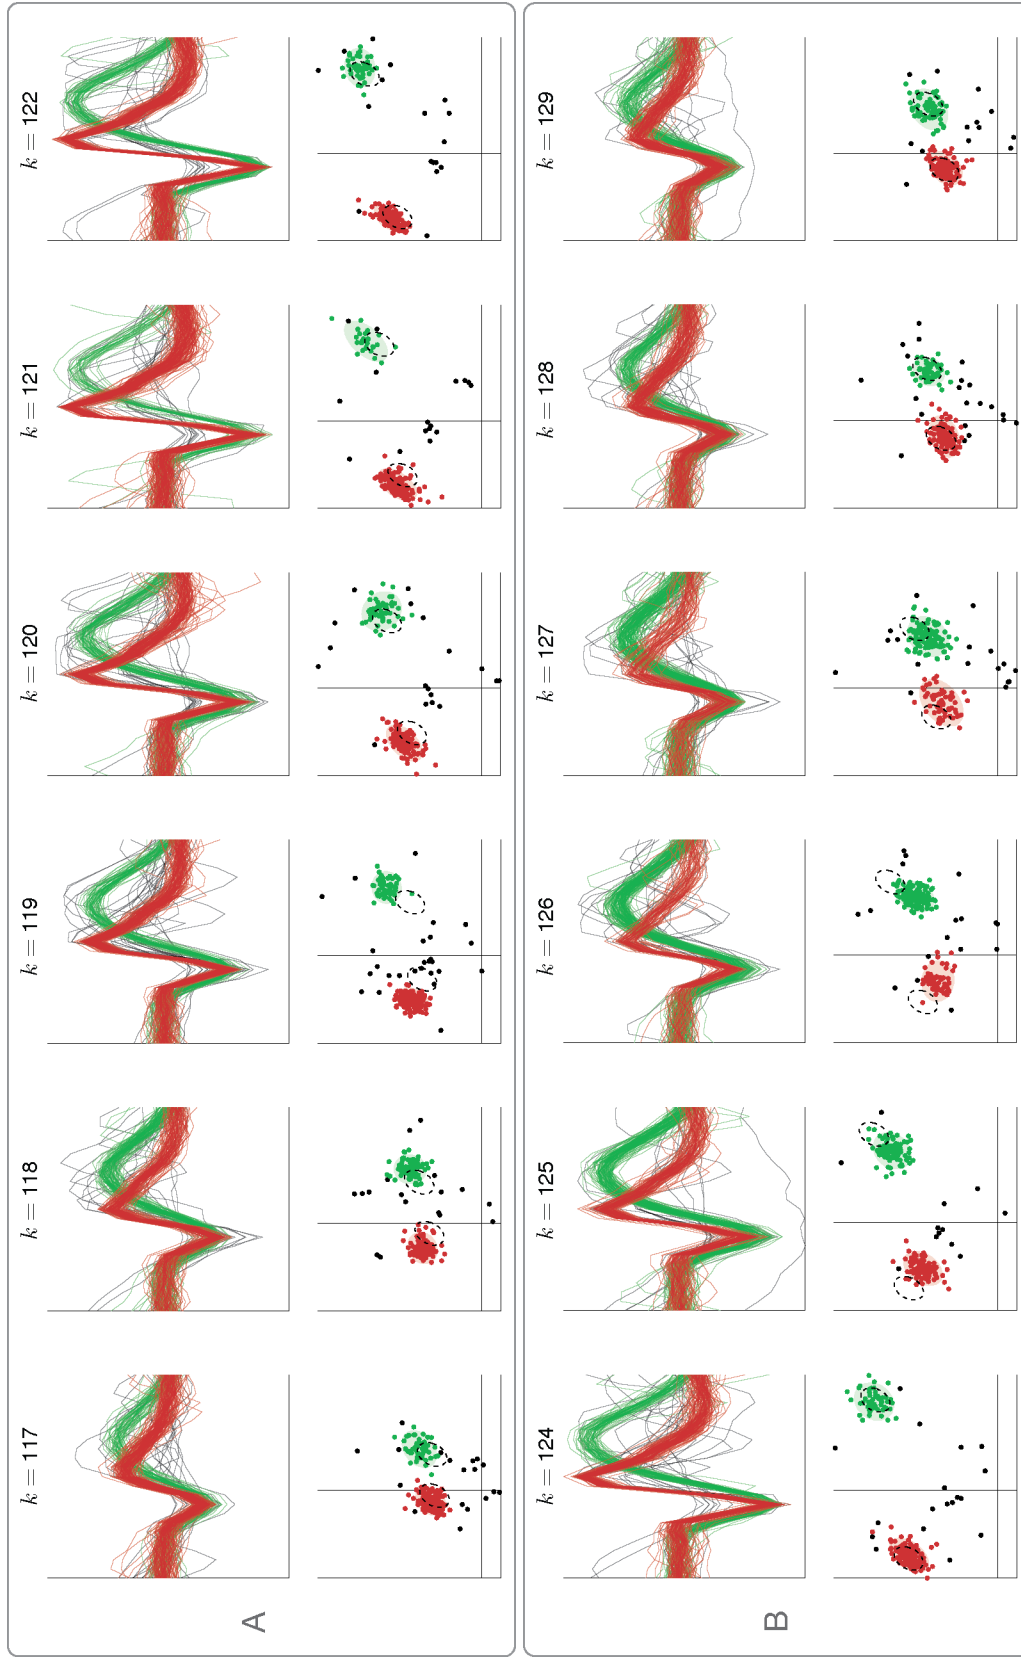 A
k = 117
k = 118
k = 119
k = 120
k = 121
k = 122
B
k = 124
k = 125
k = 126
k = 127
k = 128
k = 129